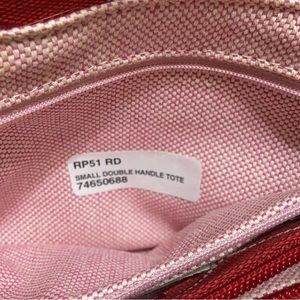 RP51 RD
SMALL DOUBLE HANDLE TOTE
74650688